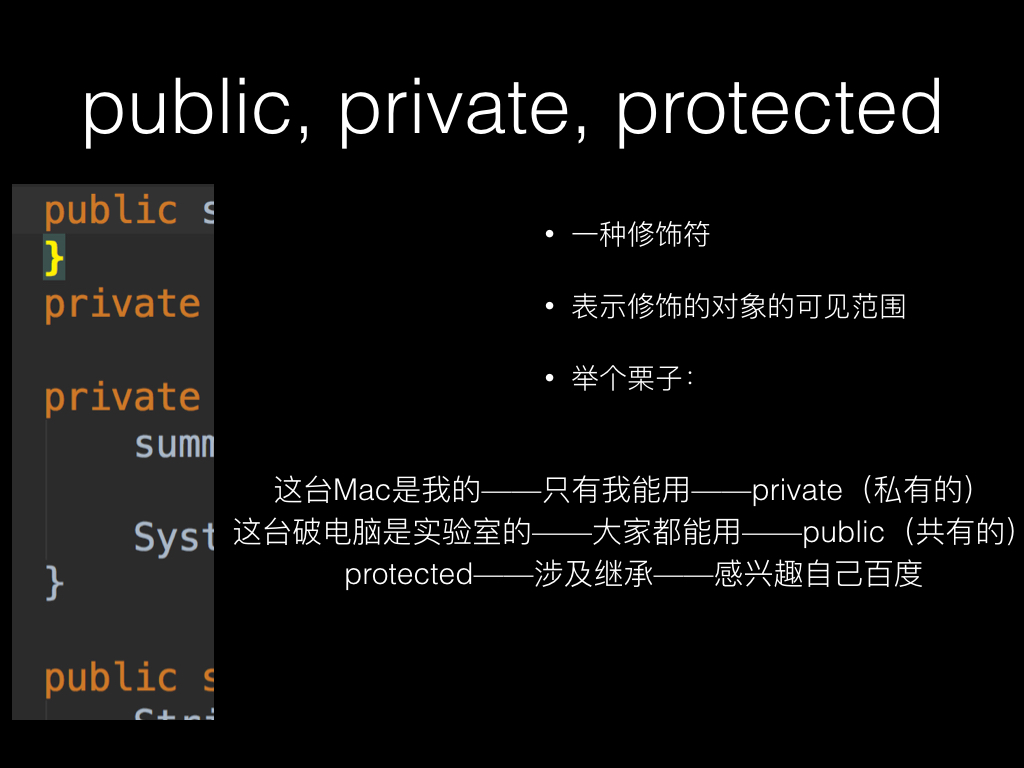 public, private, protected
public s
}
private
private
summ
Syst
}
public s
Stri
• 一种修饰符
• 表示修饰的对象的可见范围
• 举个栗子：
这台Mac是我的——只有我能用——private（私有的）
这台破电脑是实验室的——大家都能用——public（共有的）
protected——涉及继承——感兴趣自己百度